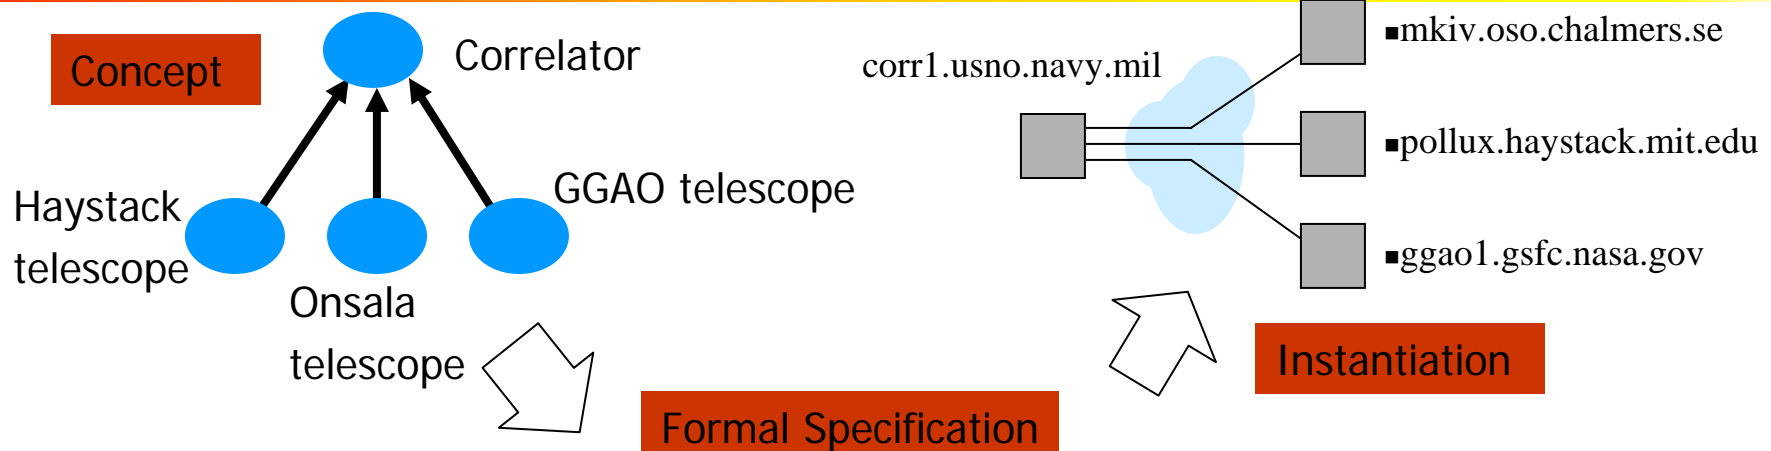 Concept
Correlator
Haystack
telescope
Onsala
telescope
GGAO telescope
Formal Specification
corr1.usno.navy.mil
■mkiv.oso.chalmers.se
■pollux.haystack.mit.edu
■ggao1.gsfc.nasa.gov
Instantiation